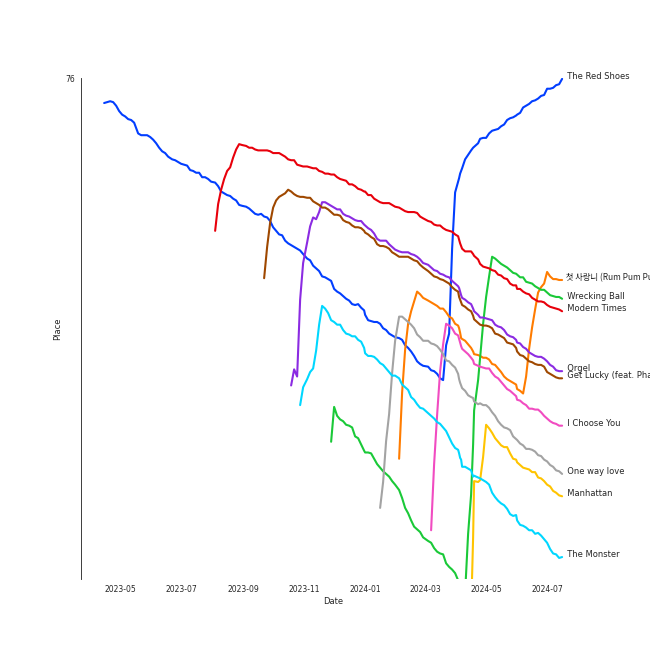 76
The Red Shoes
첫 사랑니 (Rum Pum Pu
Wrecking Ball
Modern Times
Place
Orgel
Get Lucky (feat. Pha
I Choose You
One way love
Manhattan
The Monster
2023-05 2023-07 2023-09 2023-11 2024-01 2024-03 2024-05 2024-07
Date